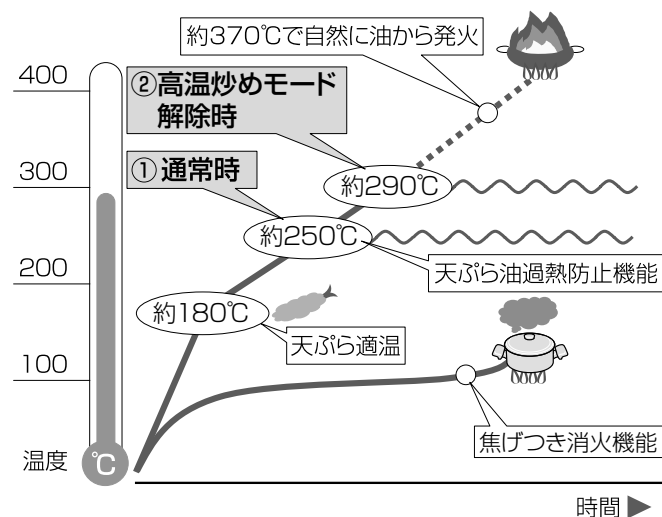 約370℃で自然に油から発火
400
②高温炒めモード
解除時
①通常時
300
約290℃
約250℃
天ぷら油過熱防止機能
200
約180℃
天ぷら適温
100
焦げつき消火機能
温度
℃
時間